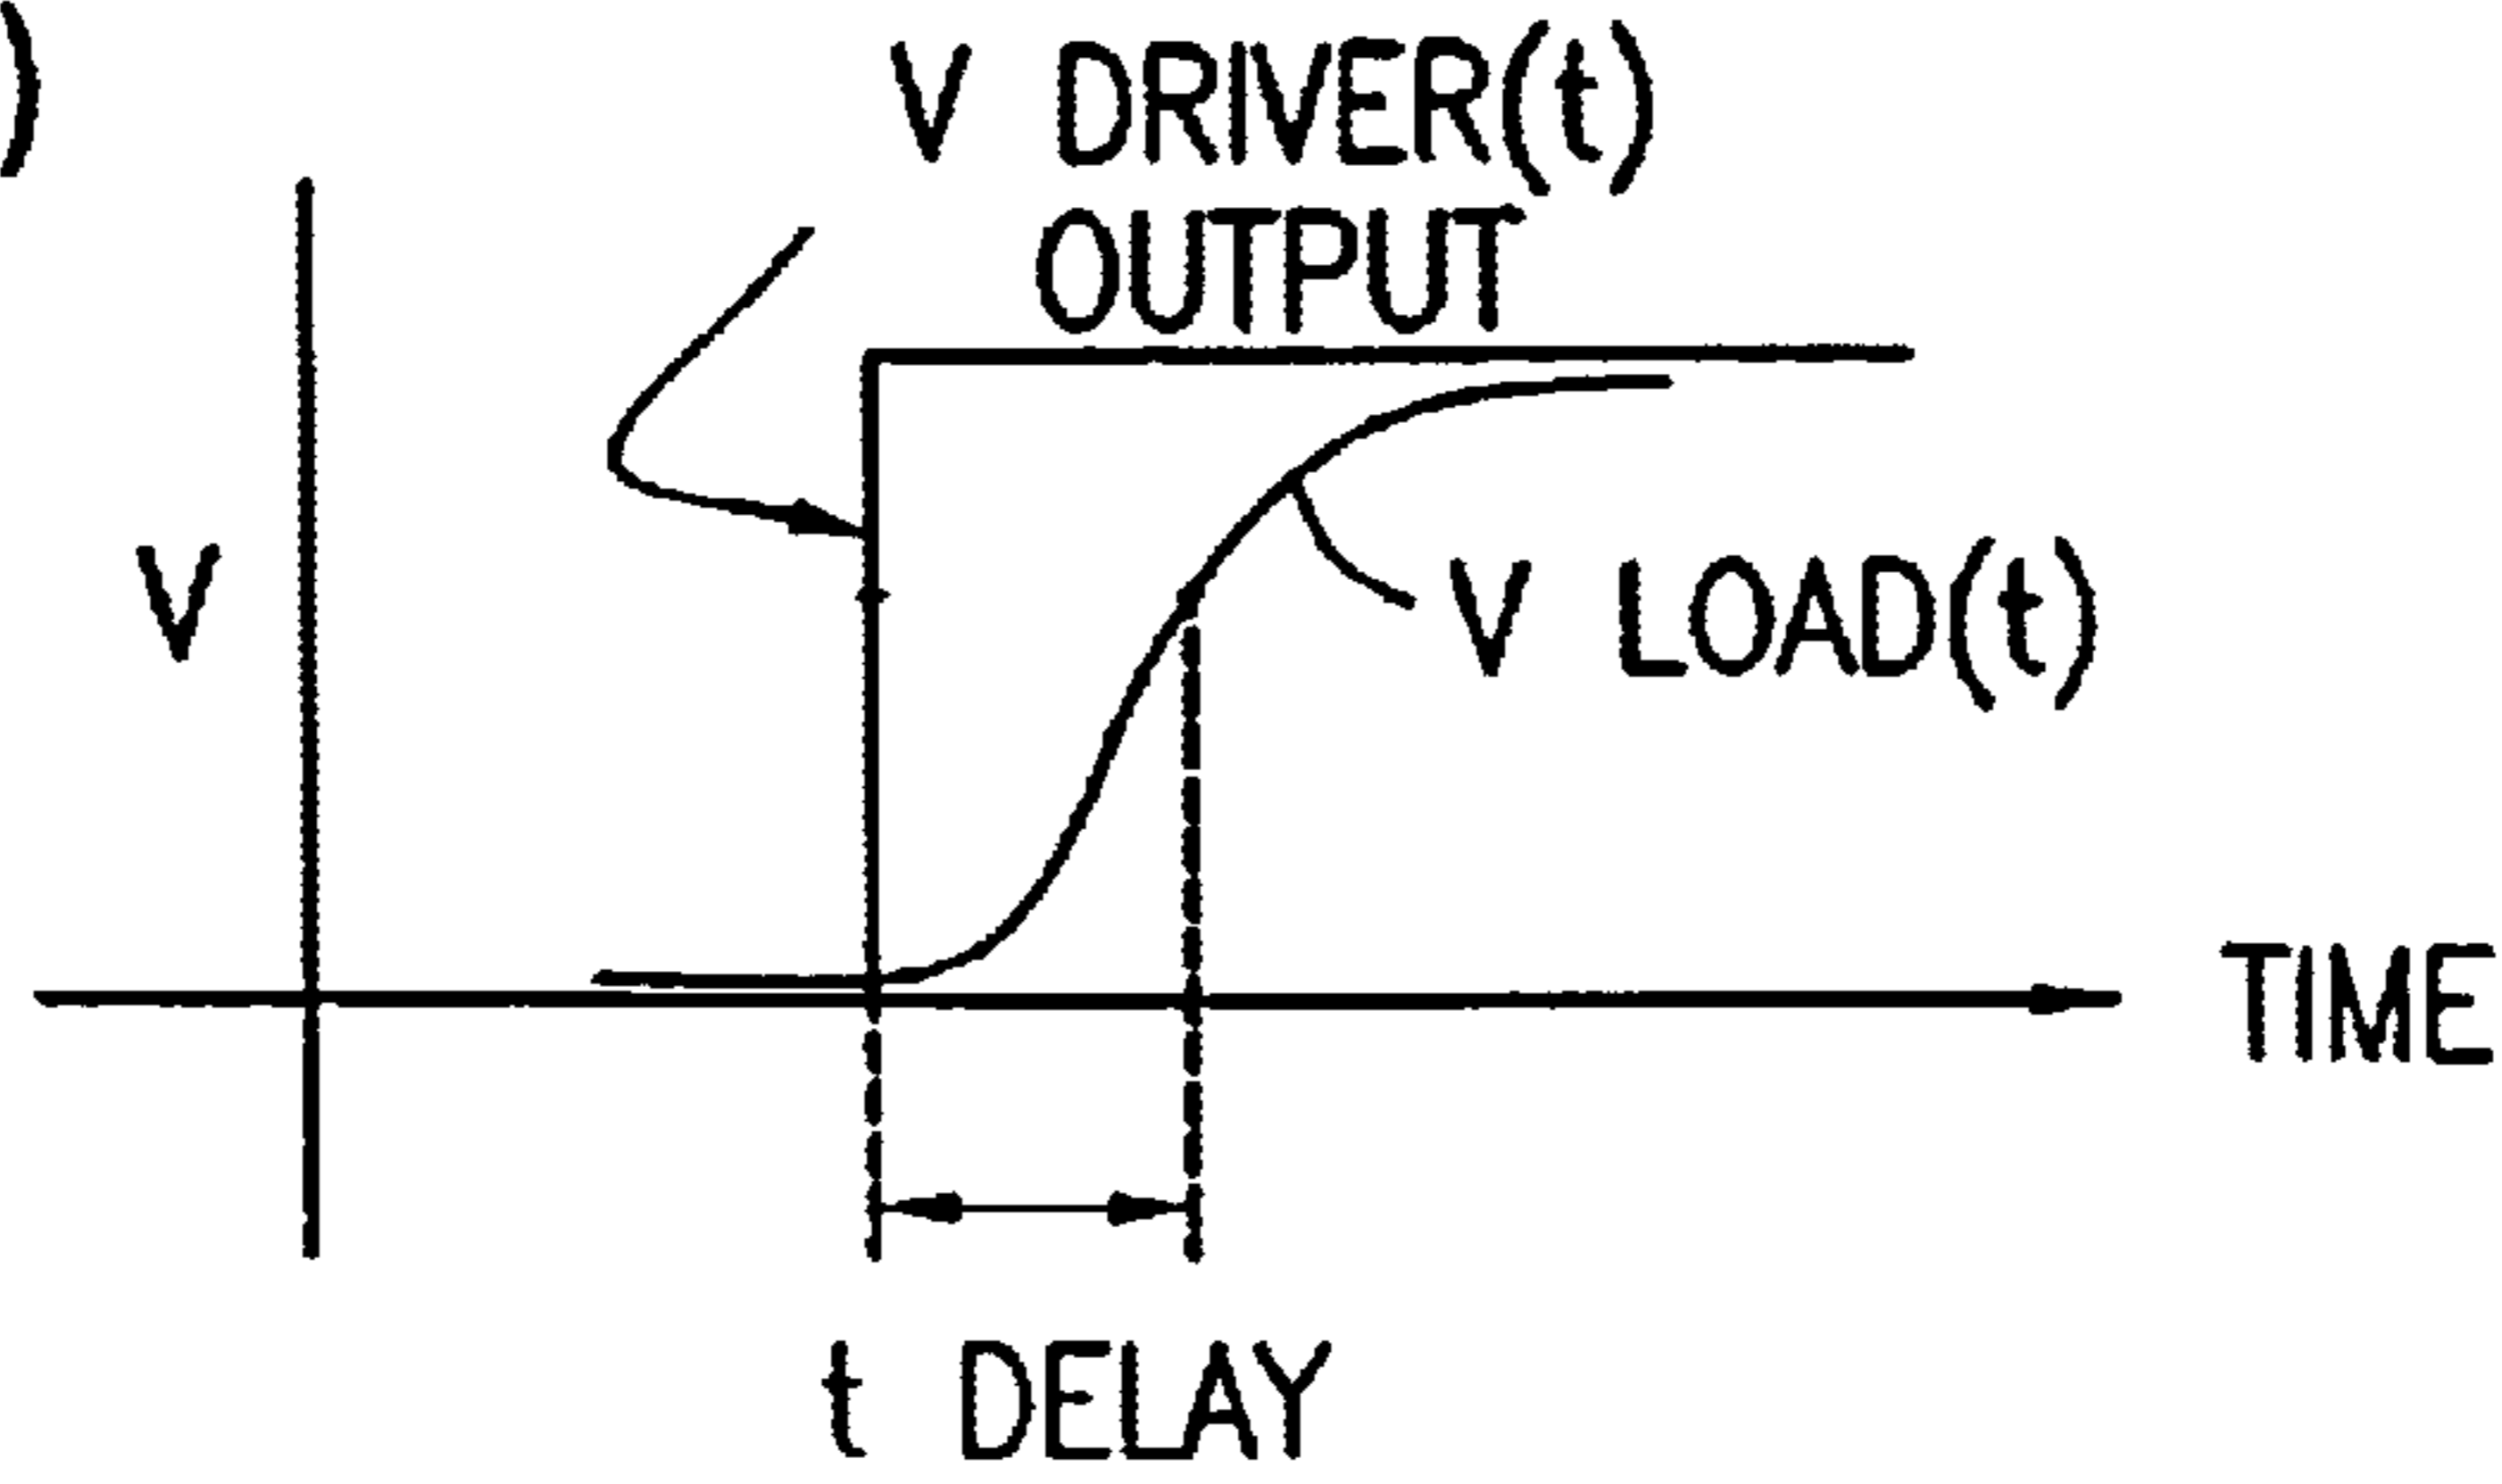 )
V DRIVER(t)
OUTPUT
V
V LOAD(t)
TIME
t DELAY